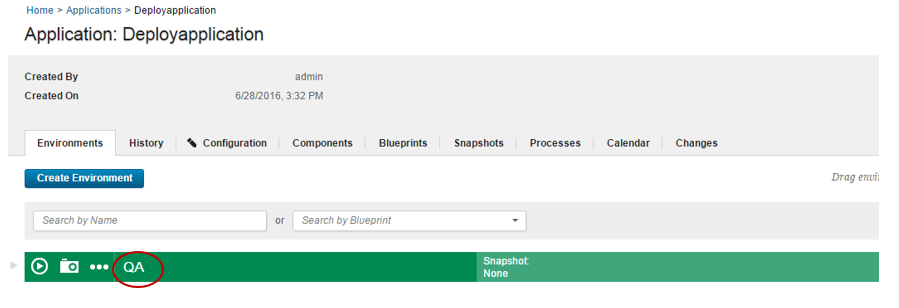 Home > Applications > Deployapplication
Application: Deployapplication
Created By admin
Created On 6/28/2016, 3:32 PM
Environments History Configuration Components Blueprints Snapshots Processes Calendar Changes
Create Environment Drag envi
Search by Name or Search by Blueprint
QA Snapshot:
None